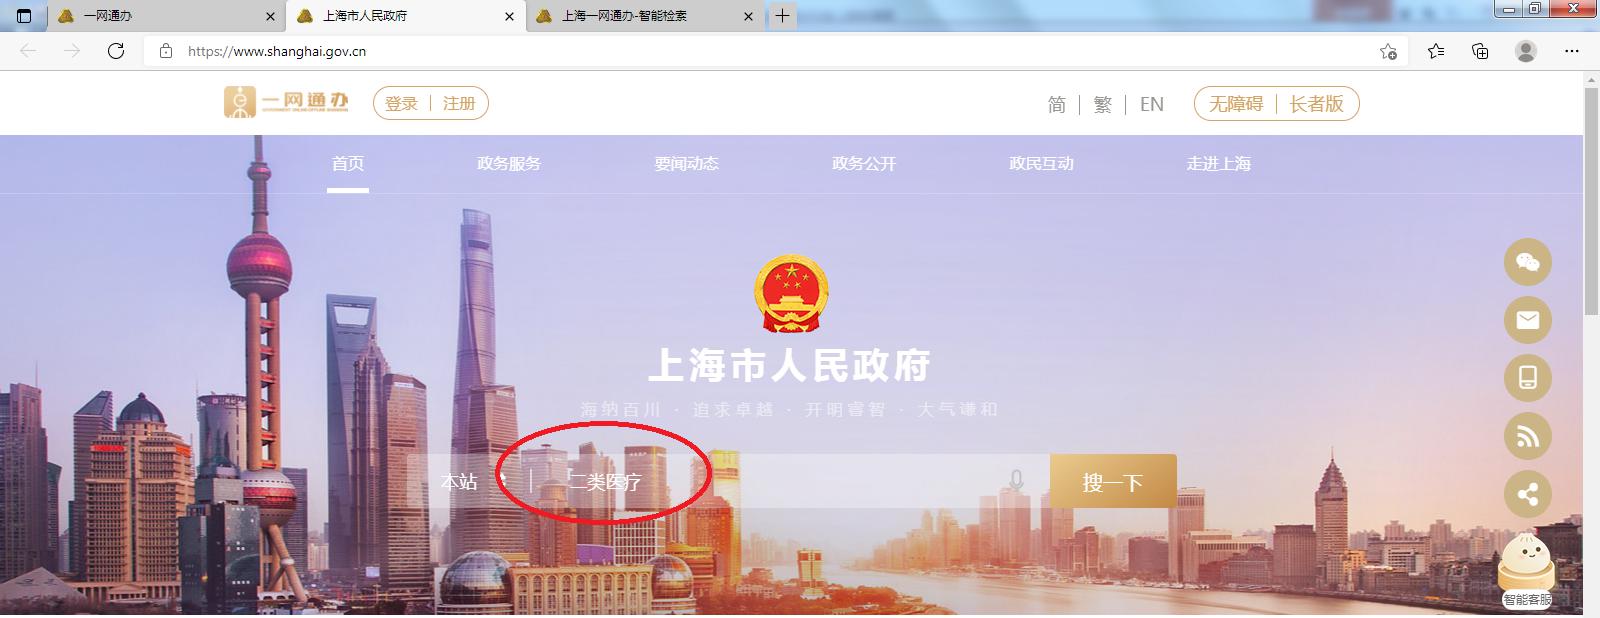 一网通办
上海市人民政府
上海一网通办-智能检索
https://www.shanghai.gov.cn
一网通办
登录 | 注册
简 | 繁 | EN
无障碍 | 长者版
首页
政务服务
要闻动态
政务公开
政民互动
走进上海
上海市人民政府
海纳百川 · 追求卓越 · 开明睿智 · 大气谦和
本站
二类医疗
搜一下
智能客服